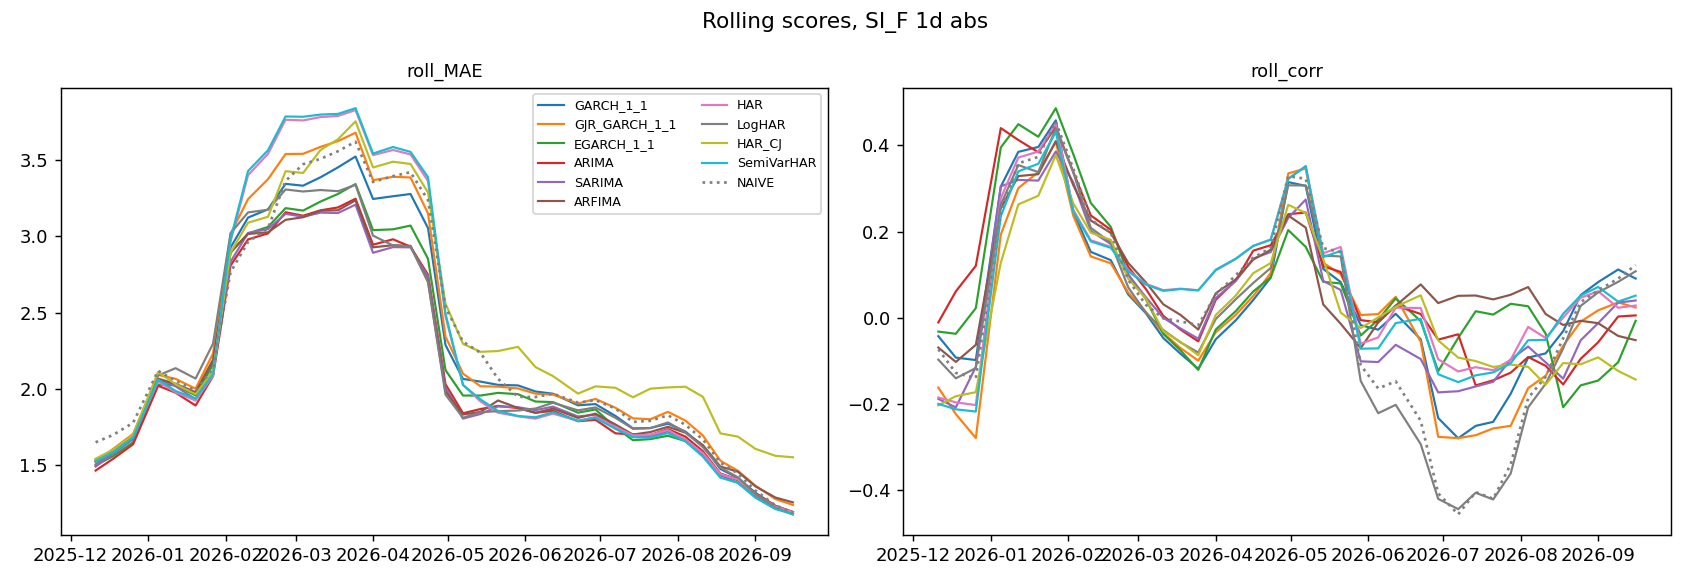 Rolling scores, SI_F 1d abs
roll_MAE
3.5
3.0
2.5
2.0
1.5
2025-12 2026-01 2026-02 2026-03 2026-04 2026-05 2026-06 2026-07 2026-08 2026-09
GARCH_1_1
GJR_GARCH_1_1
EGARCH_1_1
ARIMA
SARIMA
ARFIMA
HAR
LogHAR
HAR_CJ
SemiVarHAR
NAIVE
roll_corr
0.4
0.2
0.0
−0.2
−0.4
2025-12 2026-01 2026-02 2026-03 2026-04 2026-05 2026-06 2026-07 2026-08 2026-09